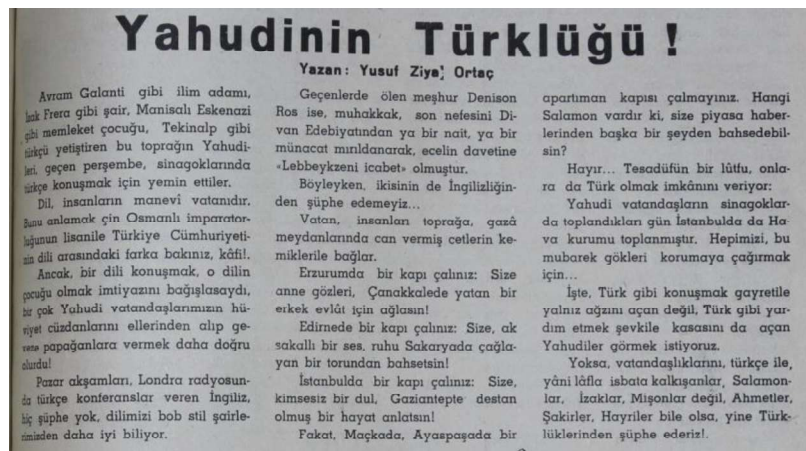 Yahudinin Türklüğü !
Yazan: Yusuf Ziya Ortaç
Avram Galanti gibi ilim adamı,
İsak Frera gibi şair, Manisalı Eskenazi
gibi memleket çocuğu, Tekinalp gibi
türkçü yetiştiren bu toprağın Yahudi-
leri, geçen perşembe, sinagoklarında
türkçe konuşmak için yemin ettiler.
Dil, insanların manevî vatanıdır.
Bunu anlamak çin Osmanlı imparator-
luğunun lisanile Türkiye Cümhuriyeti-
nin dili arasındaki farka bakınız, kâfi!.
Ancak, bir dili konuşmak, o dilin
çocuğu olmak imtiyazını bağışlasaydı,
bir çok Yahudi vatandaşlarımızın hü-
viyet cüzdanlarını ellerinden alıp ge-
veze papağanlara vermek daha doğru
olurdu!
Pazar akşamları, Londra radyosun-
da türkçe konferanslar veren İngiliz,
hiç şüphe yok, dilimizi bob stil şairle-
rimizden daha iyi biliyor.
Geçenlerde ölen meşhur Denison
Ros ise, muhakkak, son nefesini Di-
van Edebiyatından ya bir nait, ya bir
münacat mırıldanarak, ecelin davetine
«Lebbeykzeni icabet» olmuştur.
Böyleyken, ikisinin de İngilizliğin-
den şüphe edemeyiz...
Vatan, insanları toprağa, gazâ
meydanlarında can vermiş cetlerin ke-
miklerile bağlar.
Erzurumda bir kapı çalınız: Size
anne gözleri, Çanakkalede yatan bir
erkek evlât için ağlasın!
Edirnede bir kapı çalınız: Size, ak
sakallı bir ses, ruhu Sakaryada çağla-
yan bir torundan bahsetsin!
İstanbulda bir kapı çalınız: Size,
kimsesiz bir dul, Gaziantepte destan
olmuş bir hayat anlatsın!
Fakat, Maçkada, Ayaspaşada bir
apartıman kapısı çalmayınız. Hangi
Salamon vardır ki, size piyasa haber-
lerinden başka bir şeyden bahsedebil-
sin?
Hayır... Tesadüfün bir lûtfu, onla-
ra da Türk olmak imkânını veriyor:
Yahudi vatandaşların sinagoklar-
da toplandıkları gün İstanbulda da Ha-
va kurumu toplanmıştır. Hepimizi, bu
mubarek gökleri korumaya çağırmak
için...
İşte, Türk gibi konuşmak gayretile
yalnız ağzını açan değil, Türk gibi yar-
dım etmek şevkile kasasını da açan
Yahudiler görmek istiyoruz.
Yoksa, vatandaşlıklarını, türkçe ile,
yâni lâfla isbata kalkışanlar, Salamon-
lar, İzaklar, Mişonlar değil, Ahmetler,
Şakirler, Hayriler bile olsa, yine Türk-
lüklerinden şüphe ederiz!.